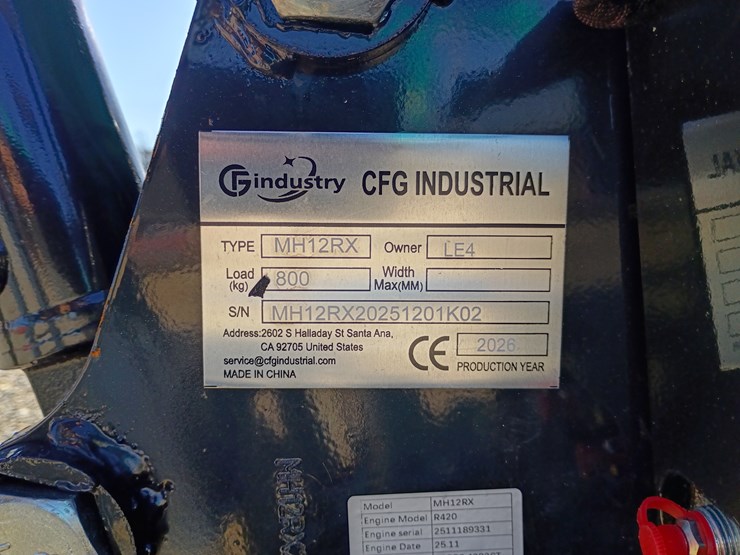 CFindustry CFG INDUSTRIAL
TYPE MH12RX Owner LE4
Load (kg) 800 Width Max(MM)
S/N MH12RX20251201K02
Address:2602 S Halladay St Santa Ana,
CA 92705 United States
service@cfgindustrial.com
MADE IN CHINA
CE
2026
PRODUCTION YEAR
MH12RX
Model MH12RX
Engine Model R420
Engine serial 2511189331
Engine Date 25.11